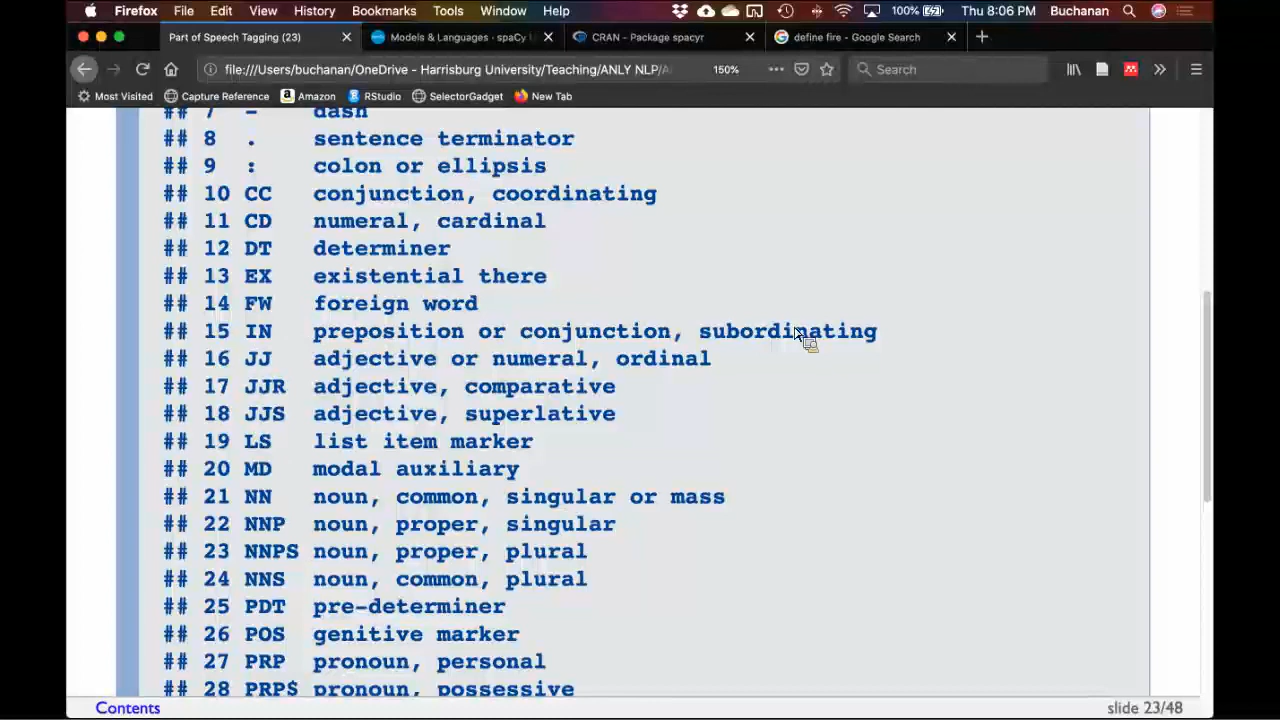 Firefox File Edit View History Bookmarks Tools Window Help 100% Thu 8:06 PM Buchanan
Part of Speech Tagging (23) Models & Languages · spaCy CRAN - Package spacyr define fire - Google Search
file:///Users/buchanan/OneDrive - Harrisburg University/Teaching/ANLY NLP/ 150% Search
Most Visited Capture Reference Amazon RStudio SelectorGadget New Tab
## 7 - dash
## 8 . sentence terminator
## 9 : colon or ellipsis
## 10 CC conjunction, coordinating
## 11 CD numeral, cardinal
## 12 DT determiner
## 13 EX existential there
## 14 FW foreign word
## 15 IN preposition or conjunction, subordinating
## 16 JJ adjective or numeral, ordinal
## 17 JJR adjective, comparative
## 18 JJS adjective, superlative
## 19 LS list item marker
## 20 MD modal auxiliary
## 21 NN noun, common, singular or mass
## 22 NNP noun, proper, singular
## 23 NNPS noun, proper, plural
## 24 NNS noun, common, plural
## 25 PDT pre-determiner
## 26 POS genitive marker
## 27 PRP pronoun, personal
## 28 PRP$ pronoun, possessive
Contents slide 23/48